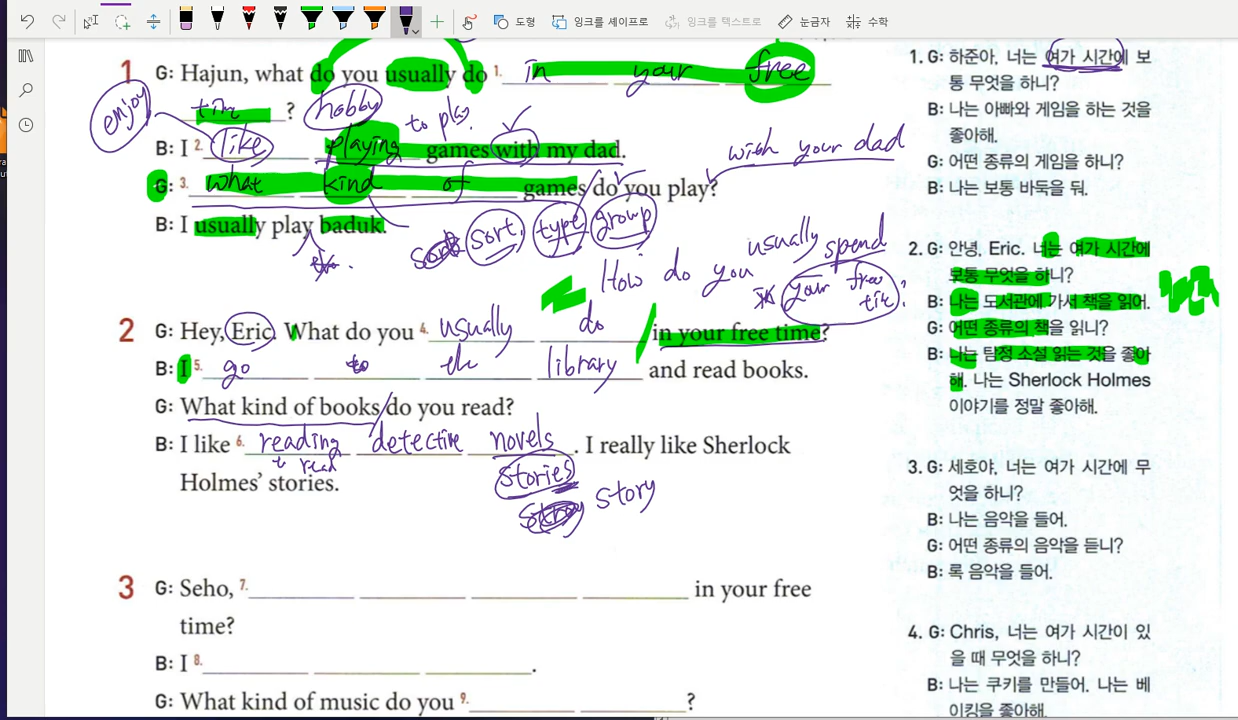 도형
잉크를 셰이프로
잉크를 텍스트로
눈금자
수학
1 G: Hajun, what do you usually do 1. in your free
time ?
enjoy
hobby
to play
B: I 2. like playing games with my dad.
with your dad
G: 3. what kind of games do you play?
B: I usually play baduk.
sort. type group
How do you usually spend
your free time?
2 G: Hey, Eric. What do you 4. usually do in your free time?
B: I 5. go to the library and read books.
G: What kind of books do you read?
B: I like 6. reading detective novels. I really like Sherlock
to read
Holmes’ stories.
stories
story
3 G: Seho, 7. in your free
time?
B: I 8. .
G: What kind of music do you 9. ?
1. G: 하준아, 너는 여가 시간에 보
통 무엇을 하니?
B: 나는 아빠와 게임을 하는 것을
좋아해.
G: 어떤 종류의 게임을 하니?
B: 나는 보통 바둑을 둬.
2. G: 안녕, Eric. 너는 여가 시간에
보통 무엇을 하니?
B: 나는 도서관에 가서 책을 읽어.
G: 어떤 종류의 책을 읽니?
B: 나는 탐정 소설 읽는 것을 좋아
해. 나는 Sherlock Holmes
이야기를 정말 좋아해.
3. G: 세호야, 너는 여가 시간에 무
엇을 하니?
B: 나는 음악을 들어.
G: 어떤 종류의 음악을 듣니?
B: 록 음악을 들어.
4. G: Chris, 너는 여가 시간이 있
을 때 무엇을 하니?
B: 나는 쿠키를 만들어. 나는 베
이킹을 좋아해.